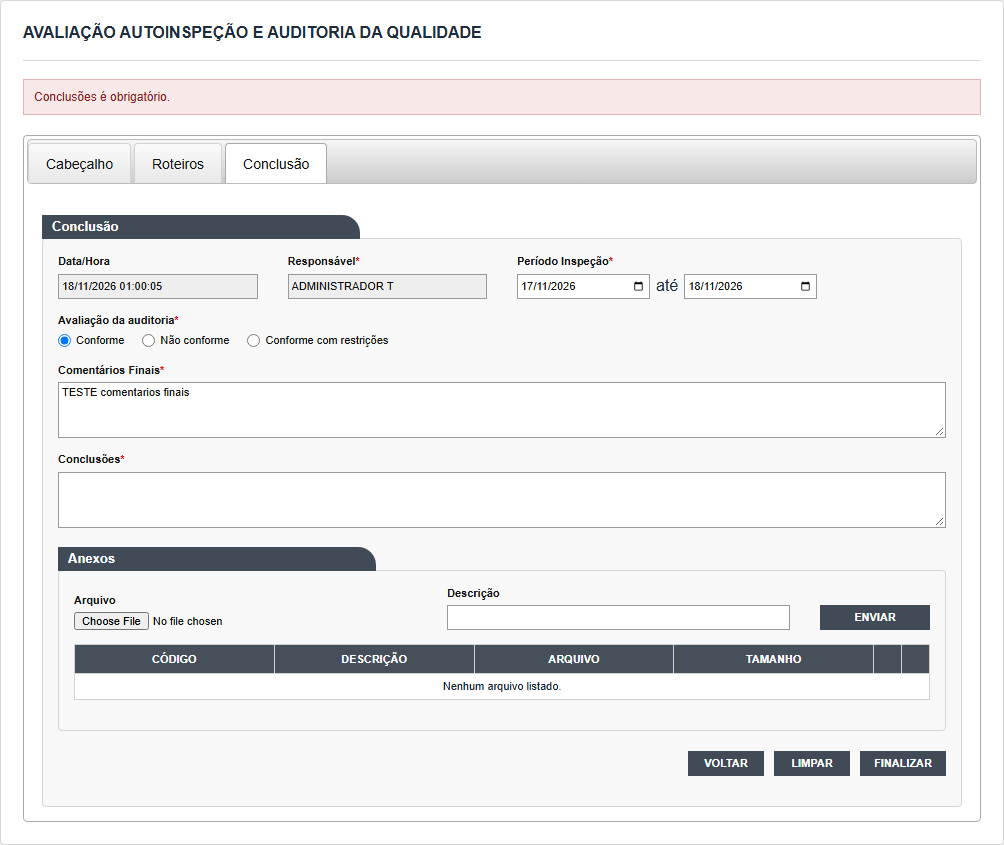 AVALIAÇÃO AUTOINSPEÇÃO E AUDITORIA DA QUALIDADE
Conclusões é obrigatório.
Cabeçalho Roteiros Conclusão
Conclusão
Data/Hora Responsável* Período Inspeção*
18/11/2026 01:00:05 ADMINISTRADOR T 17/11/2026 até 18/11/2026
Avaliação da auditoria*
Conforme Não conforme Conforme com restrições
Comentários Finais*
TESTE comentarios finais
Conclusões*
Anexos
Arquivo Descrição
Choose File No file chosen ENVIAR
CÓDIGO DESCRIÇÃO ARQUIVO TAMANHO
Nenhum arquivo listado.
VOLTAR LIMPAR FINALIZAR